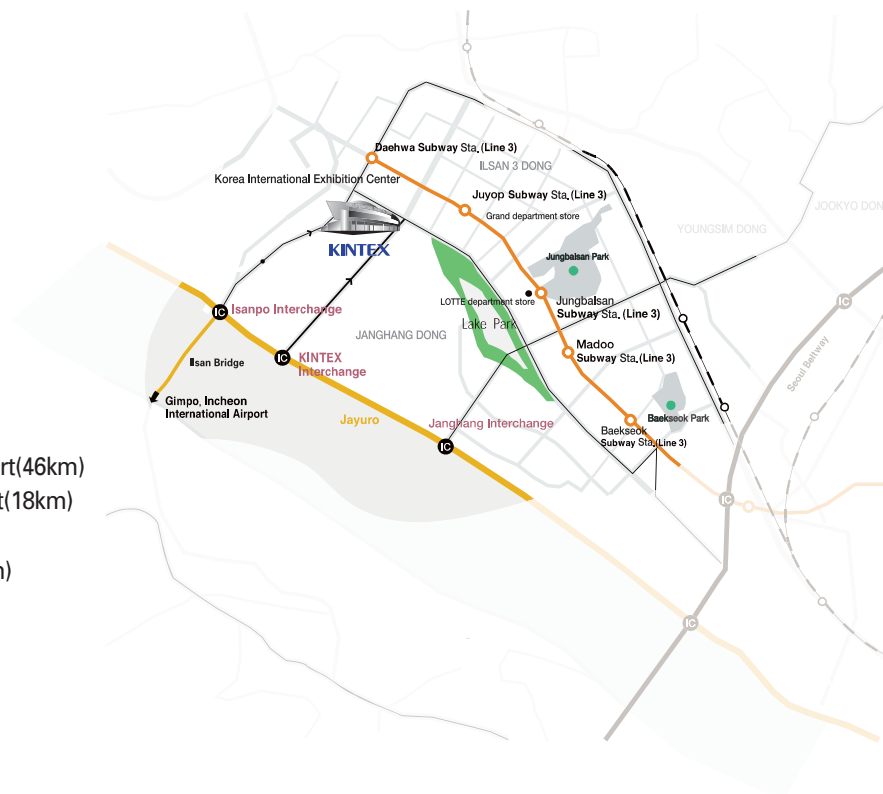 Daehwa Subway Sta.(Line 3)
ILSAN 3 DONG
Korea International Exhibition Center
Juyop Subway Sta.(Line 3)
JOOKYO DON
Grand department store
YOUNGSIM DONG
KINTEX
Jungbalsan Park
LOTTE department store
Jungbalsan
Subway Sta.(Line 3)
IC
IC
Isanpo Interchange
Lake Park
JANGHANG DONG
Madoo
Subway Sta.(Line 3)
Seoul Beltway
IC
KINTEX
Interchange
Ilsan Bridge
Gimpo, Incheon
International Airport
Jayuro
Janghang Interchange
Baekseok Park
Baekseok
Subway Sta.(Line 3)
IC
rt(46km)
t(18km)
IC
)
IC